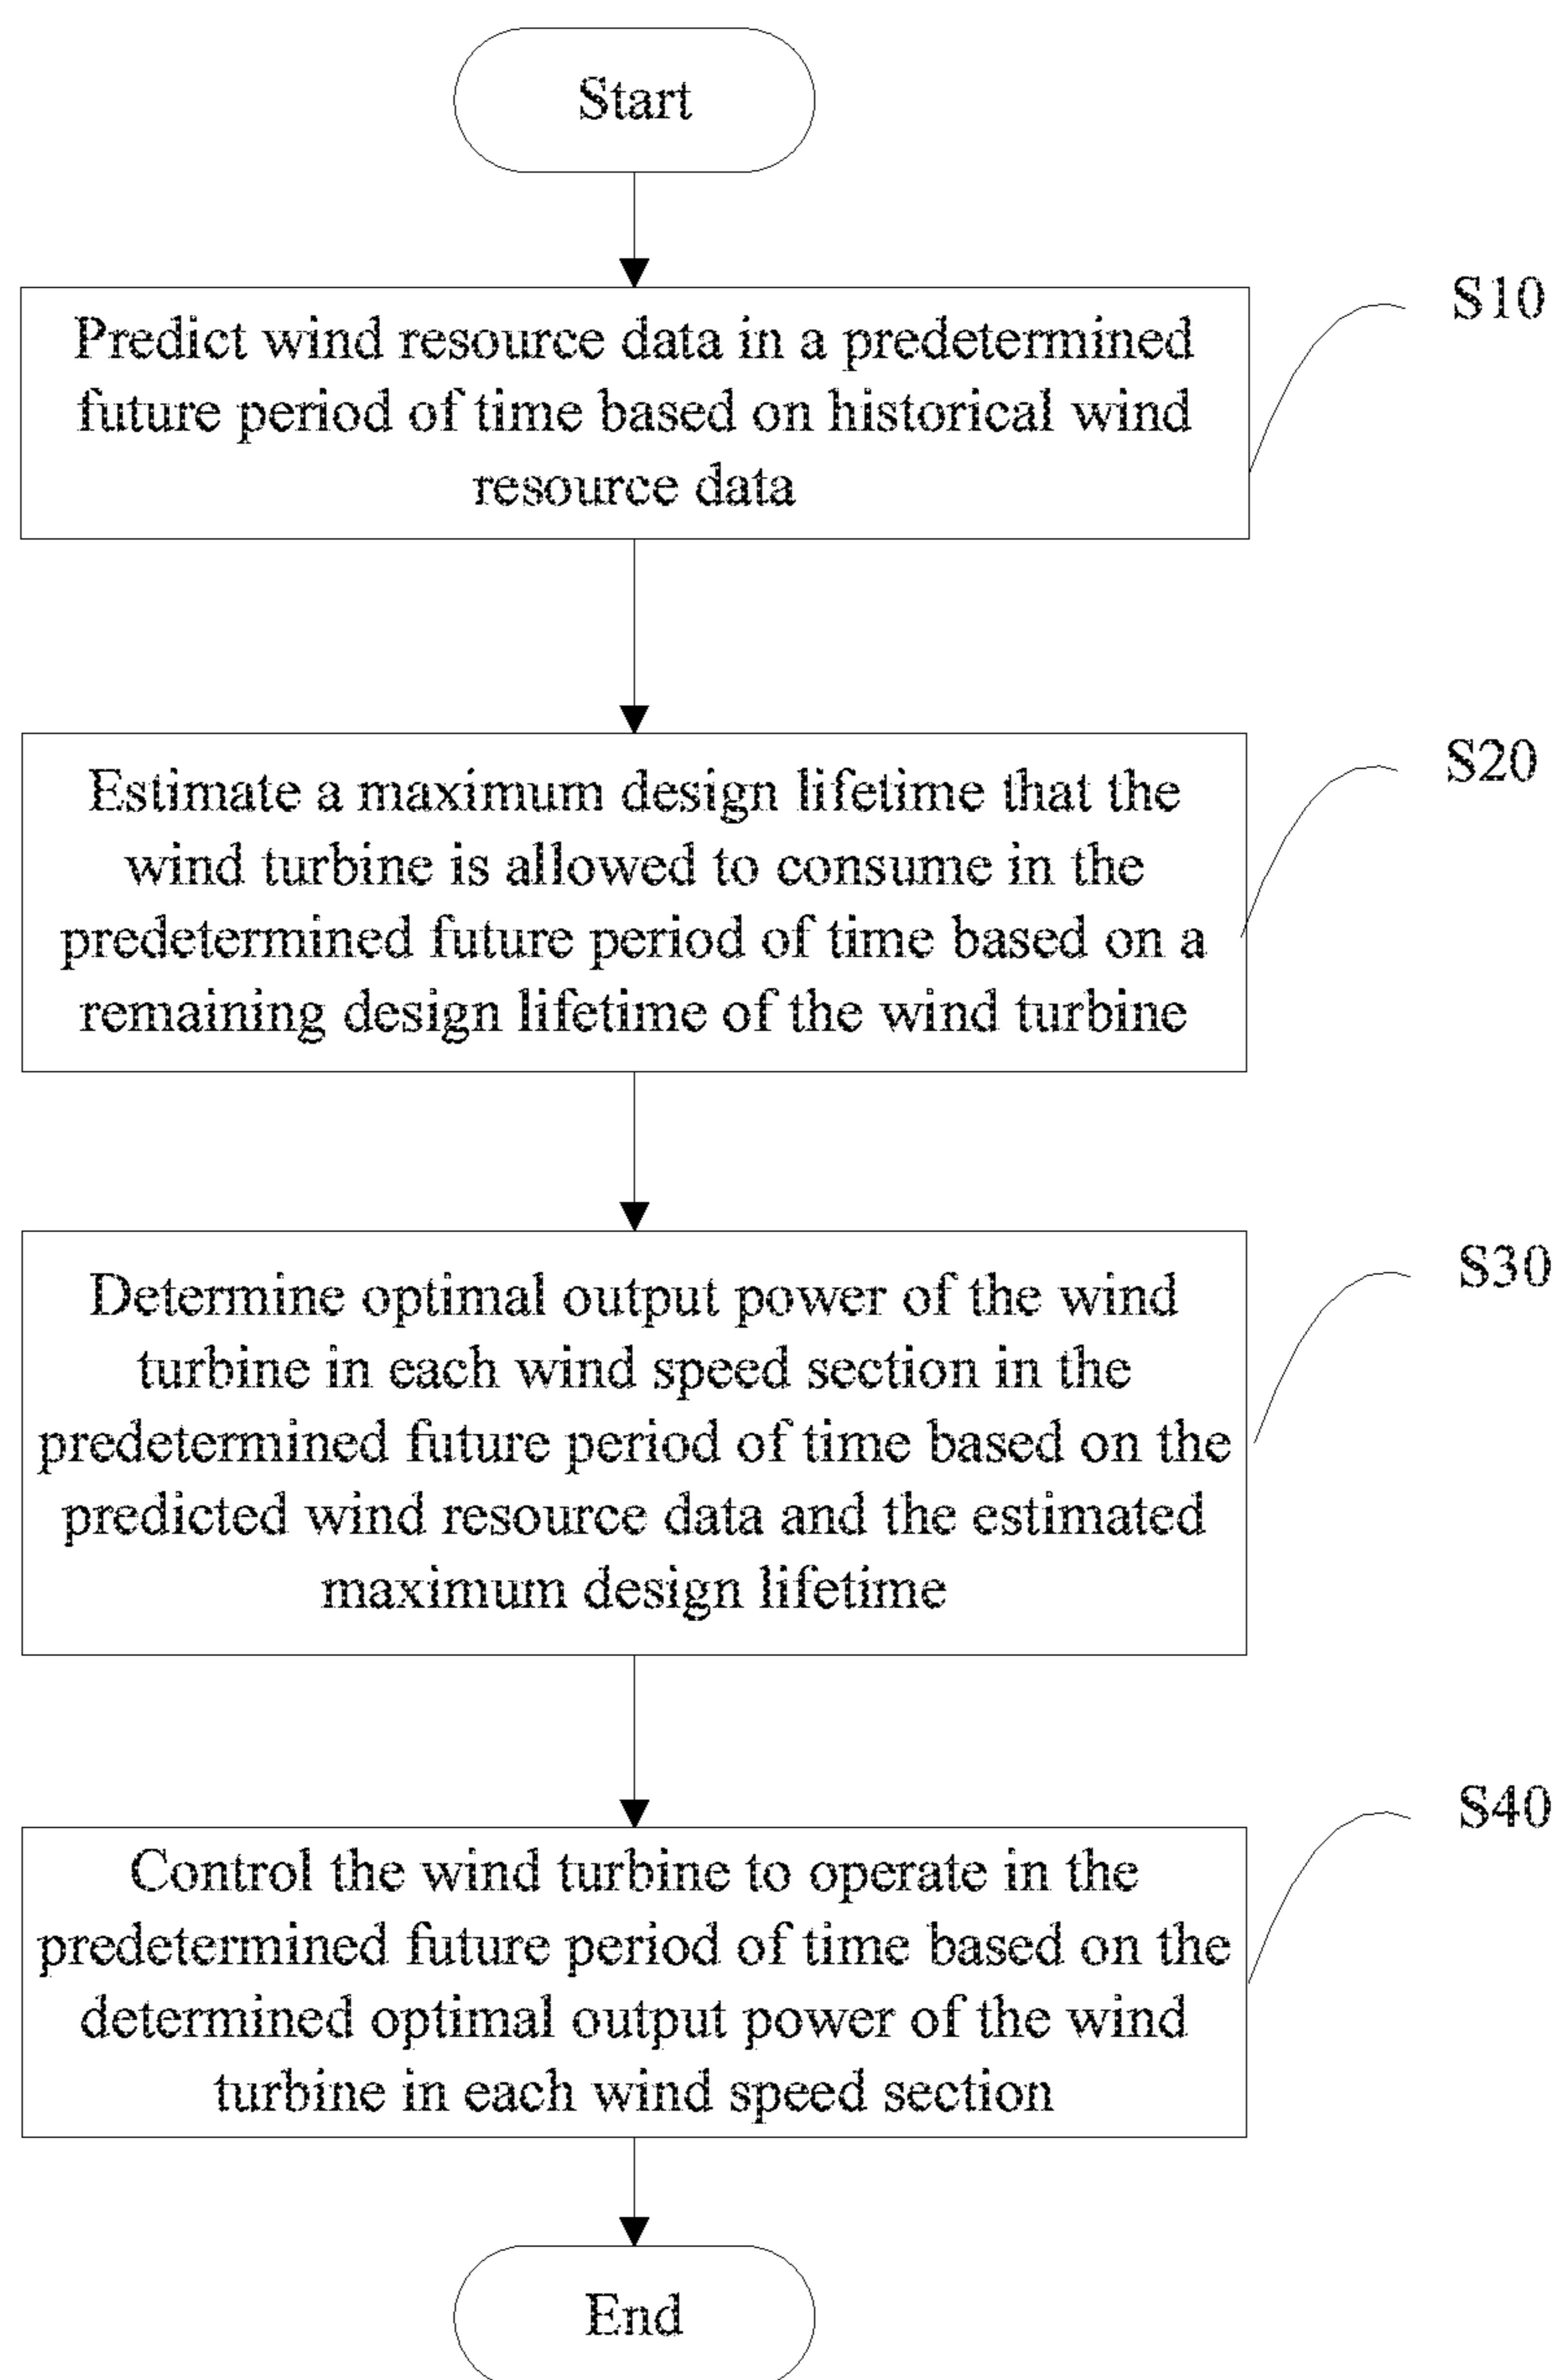 Start
S10
Predict wind resource data in a predetermined
future period of time based on historical wind
resource data
S20
Estimate a maximum design lifetime that the
wind turbine is allowed to consume in the
predetermined future period of time based on a
remaining design lifetime of the wind turbine
S30
Determine optimal output power of the wind
turbine in each wind speed section in the
predetermined future period of time based on the
predicted wind resource data and the estimated
maximum design lifetime
S40
Control the wind turbine to operate in the
predetermined future period of time based on the
determined optimal output power of the wind
turbine in each wind speed section
End